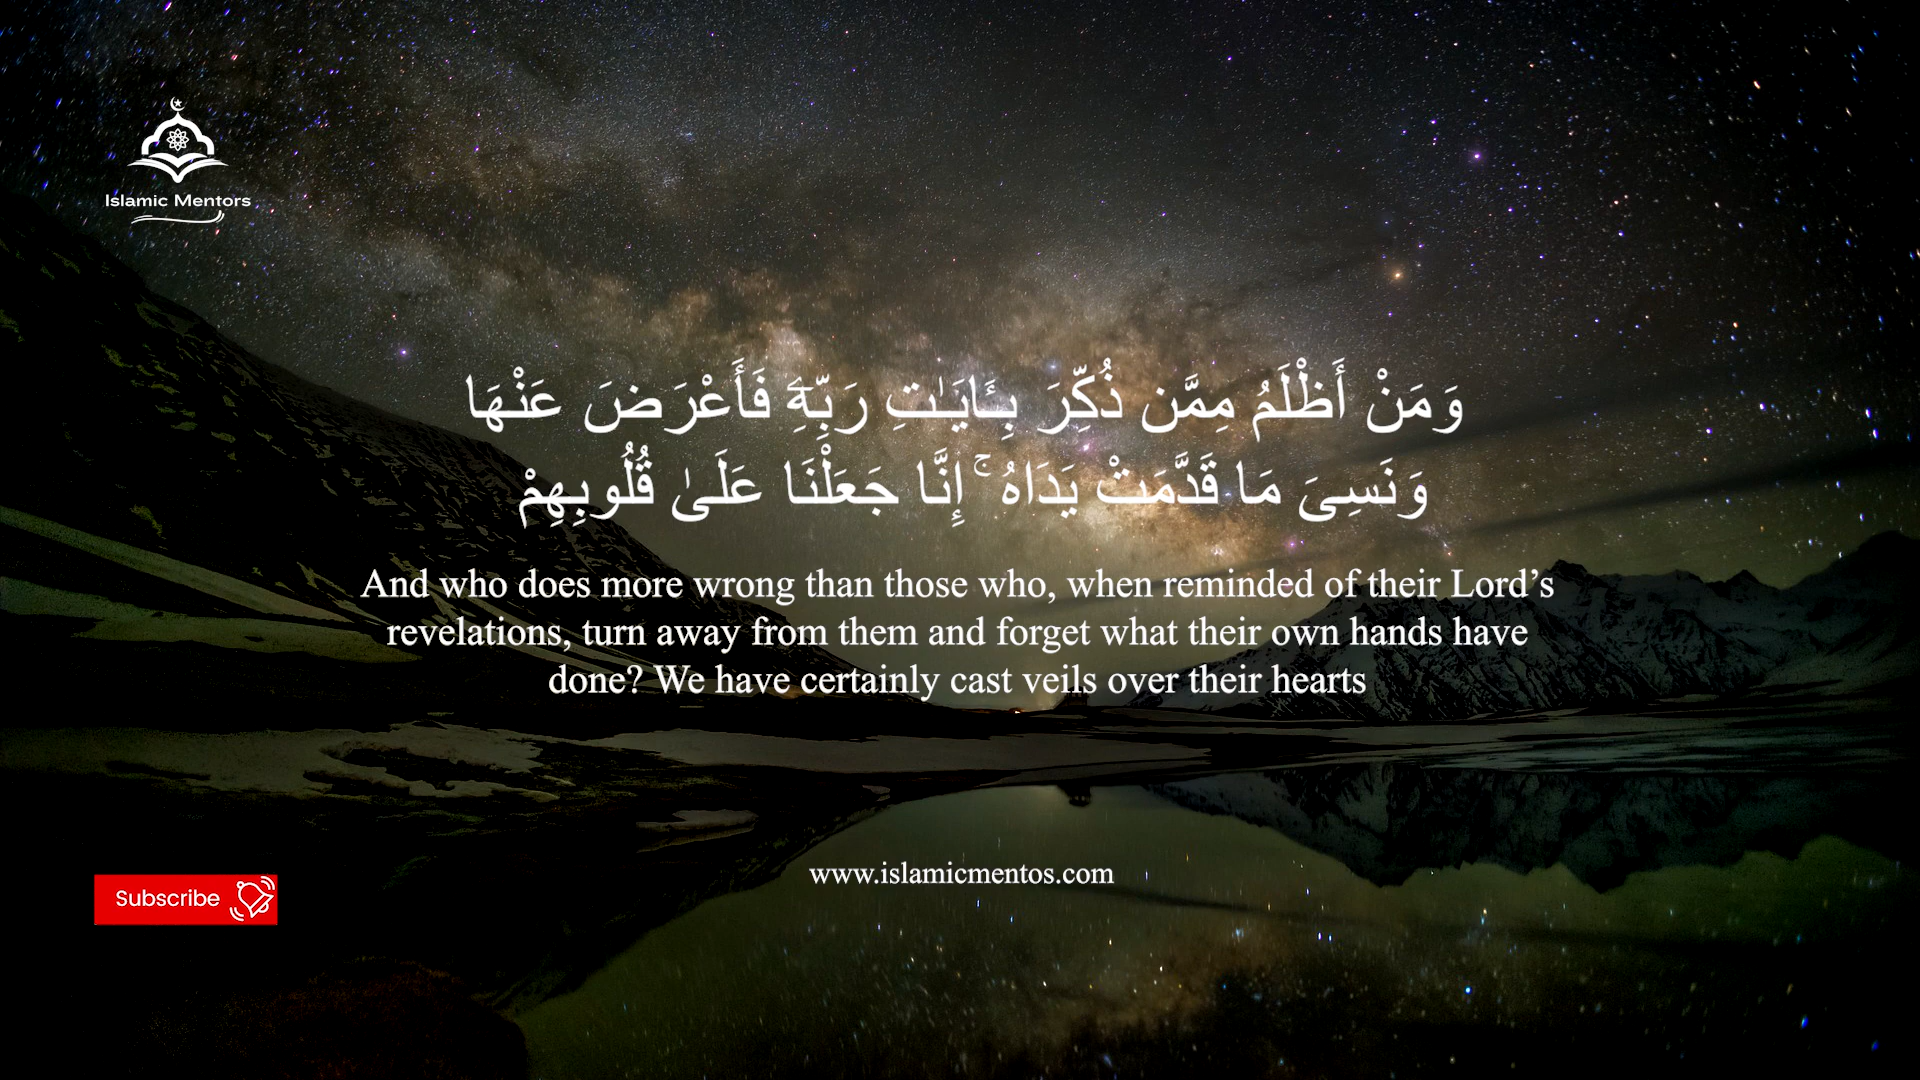 Islamic Mentors
وَمَنْ أَظْلَمُ مِمَّن ذُكِّرَ بِـَٔايَـٰتِ رَبِّهِۦ فَأَعْرَضَ عَنْهَا
وَنَسِىَ مَا قَدَّمَتْ يَدَاهُ ۚ إِنَّا جَعَلْنَا عَلَىٰ قُلُوبِهِمْ
And who does more wrong than those who, when reminded of their Lord’s
revelations, turn away from them and forget what their own hands have
done? We have certainly cast veils over their hearts
www.islamicmentos.com
Subscribe